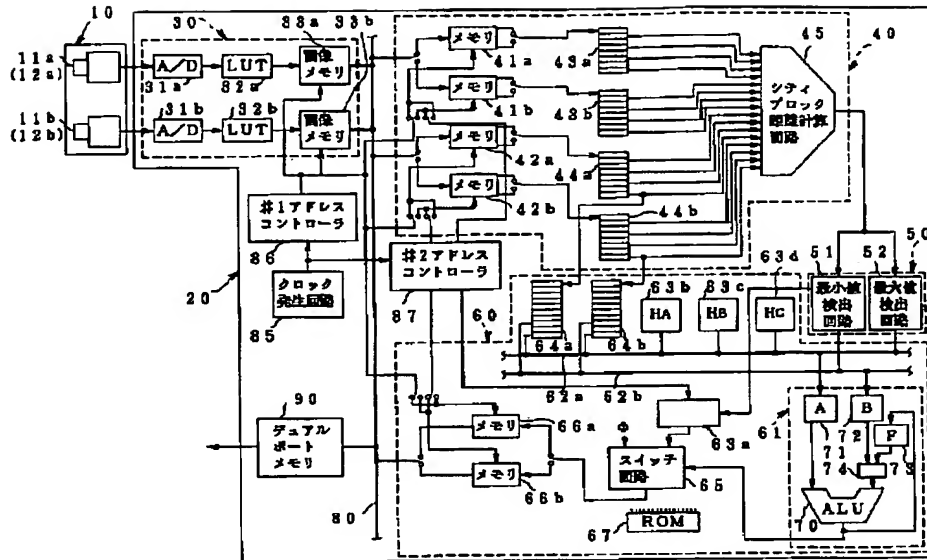 10
11a
(12a)
11b
(12b)
20
30
A/D
31a
LUT
32a
33a
33b
画像
メモリ
A/D
31b
LUT
32b
画像
メモリ
#1アドレス
コントローラ
86
クロック
発生回路
85
#2アドレス
コントローラ
87
40
メモリ
41a
メモリ
41b
メモリ
42a
メモリ
42b
43a
43b
44a
44b
45
シティ
ブロック
距離計算
回路
50
51
最小値
検出
回路
52
最大値
検出
回路
60
64a
64b
63b
HA
63c
HB
63d
HC
62a
62b
63a
61
A
71
B
72
F
73
74
ALU
70
メモリ
66a
メモリ
66b
スイッチ
回路
65
ROM
67
90
デュアル
ポート
メモリ
80